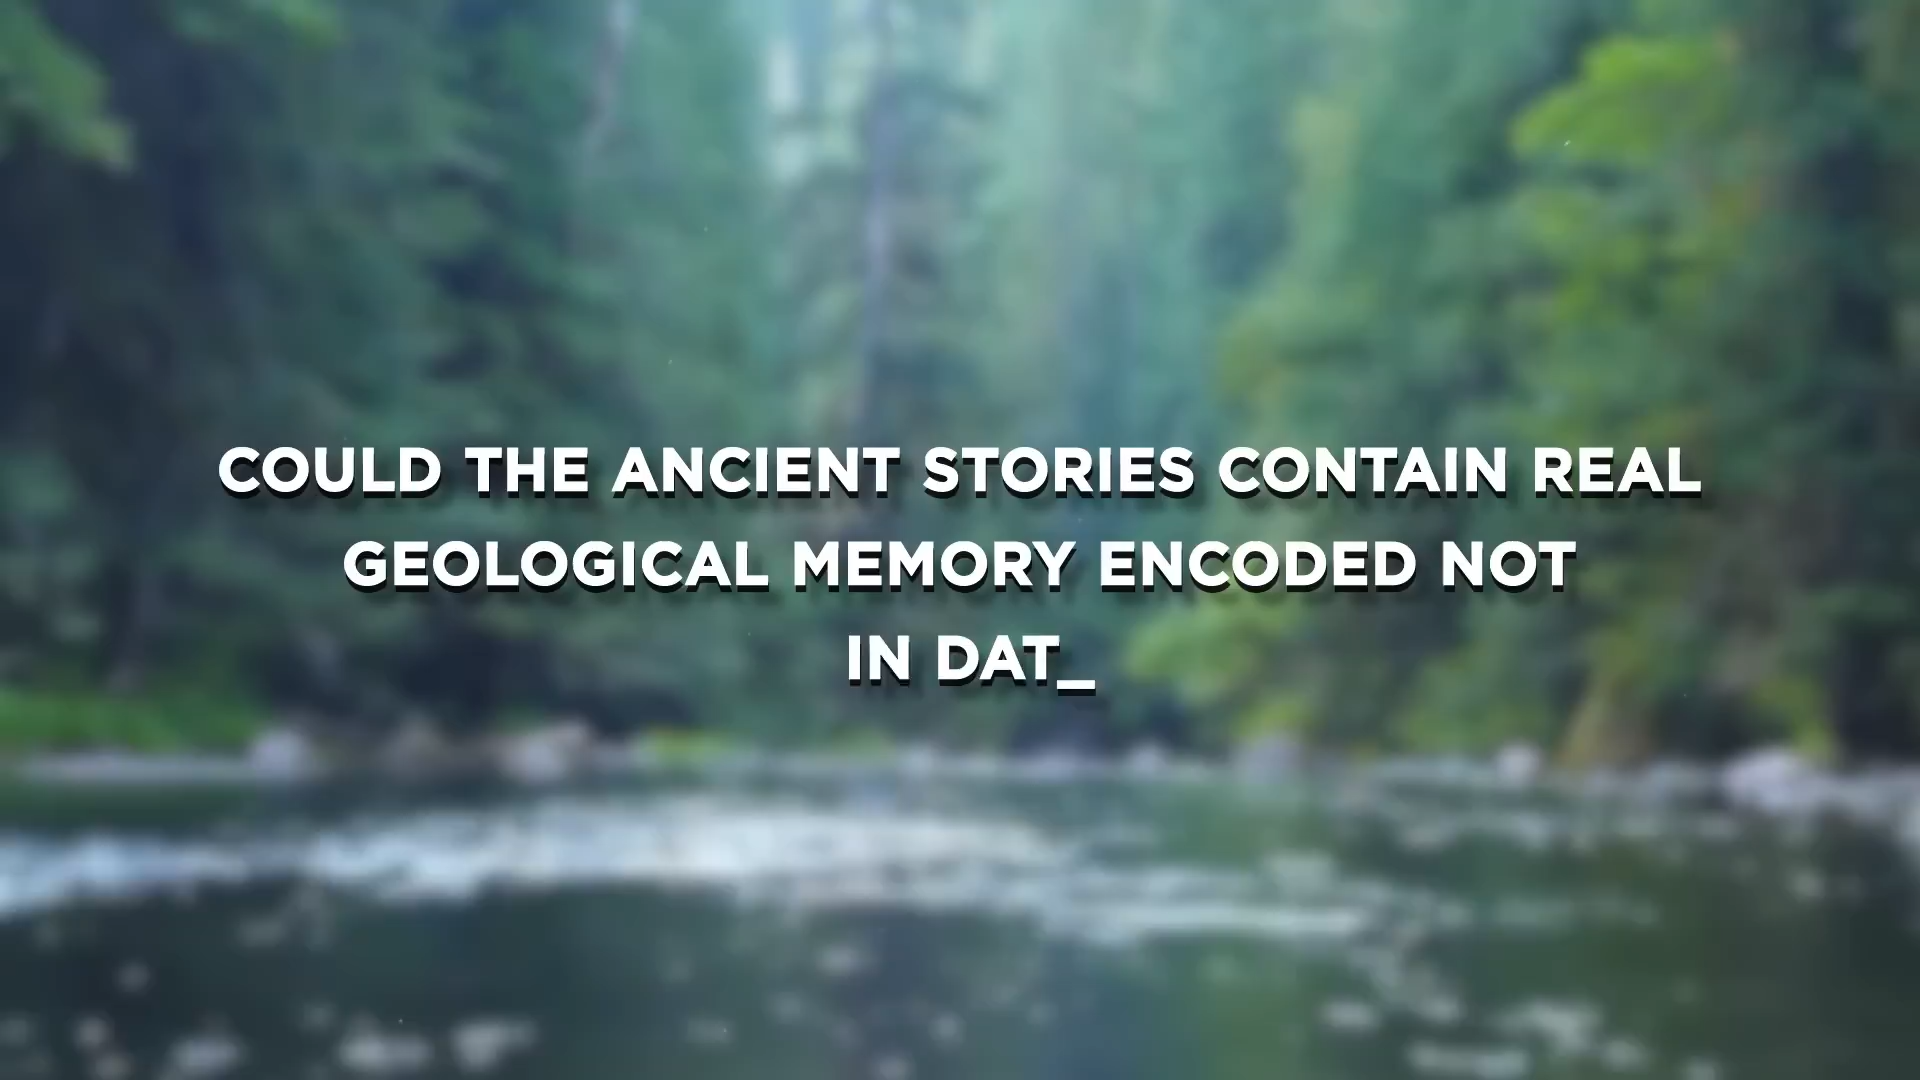 COULD THE ANCIENT STORIES CONTAIN REAL
GEOLOGICAL MEMORY ENCODED NOT
IN DAT_